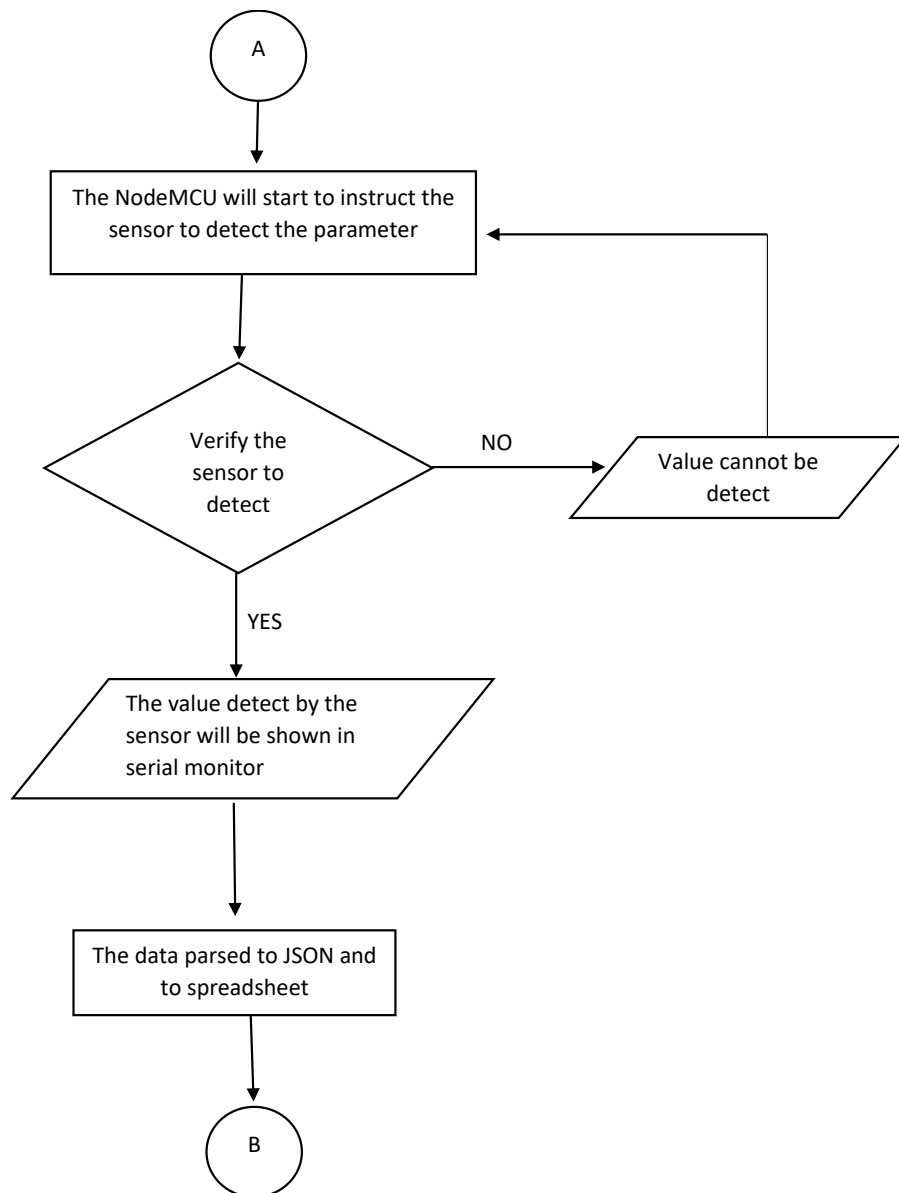 A
The NodeMCU will start to instruct the
sensor to detect the parameter
Verify the
sensor to
detect
NO
Value cannot be
detect
YES
The value detect by the
sensor will be shown in
serial monitor
The data parsed to JSON and
to spreadsheet
B